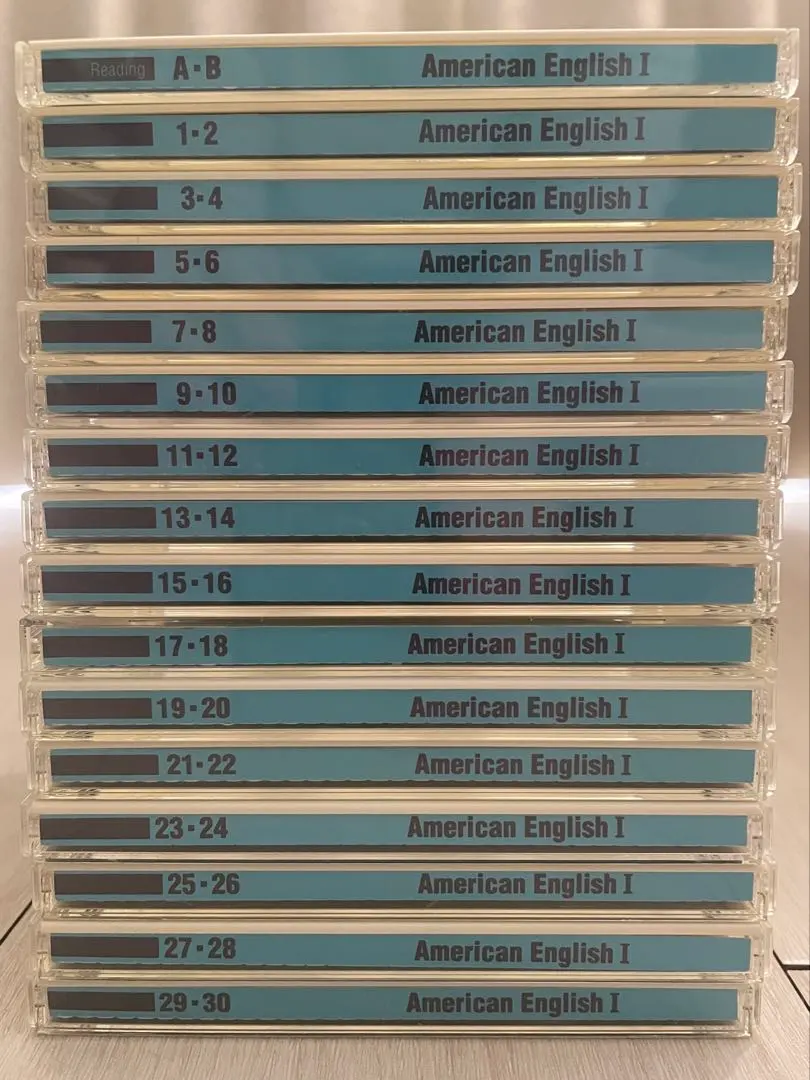 Reading A▪B American English I
1▪2 American English I
3▪4 American English I
5▪6 American English I
7▪8 American English I
9▪10 American English I
11▪12 American English I
13▪14 American English I
15▪16 American English I
17▪18 American English I
19▪20 American English I
21▪22 American English I
23▪24 American English I
25▪26 American English I
27▪28 American English I
29▪30 American English I